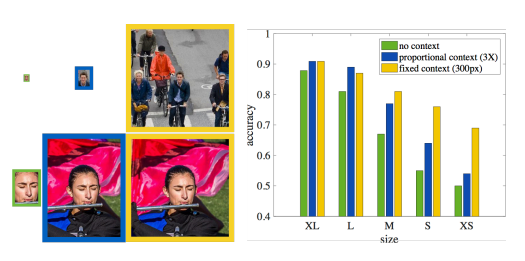 1
no context
proportional context (3X)
fixed context (300px)
0.9
0.8
0.7
0.6
0.5
0.4
accuracy
XL L M S XS
size